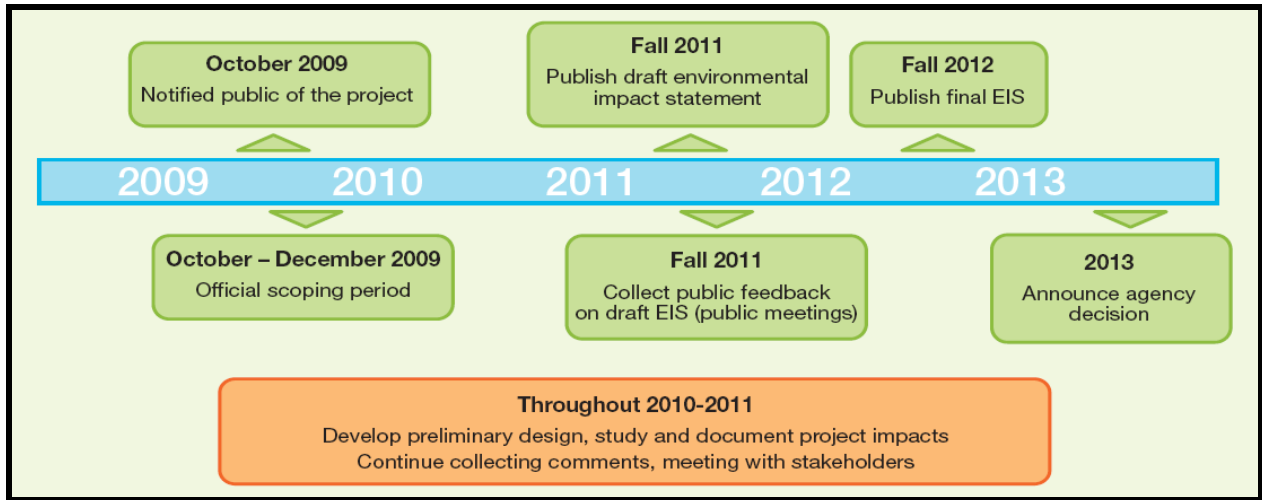 October 2009
Notified public of the project
Fall 2011
Publish draft environmental
impact statement
Fall 2012
Publish final EIS
2009
2010
2011
2012
2013
October – December 2009
Official scoping period
Fall 2011
Collect public feedback
on draft EIS (public meetings)
2013
Announce agency
decision
Throughout 2010-2011
Develop preliminary design, study and document project impacts
Continue collecting comments, meeting with stakeholders